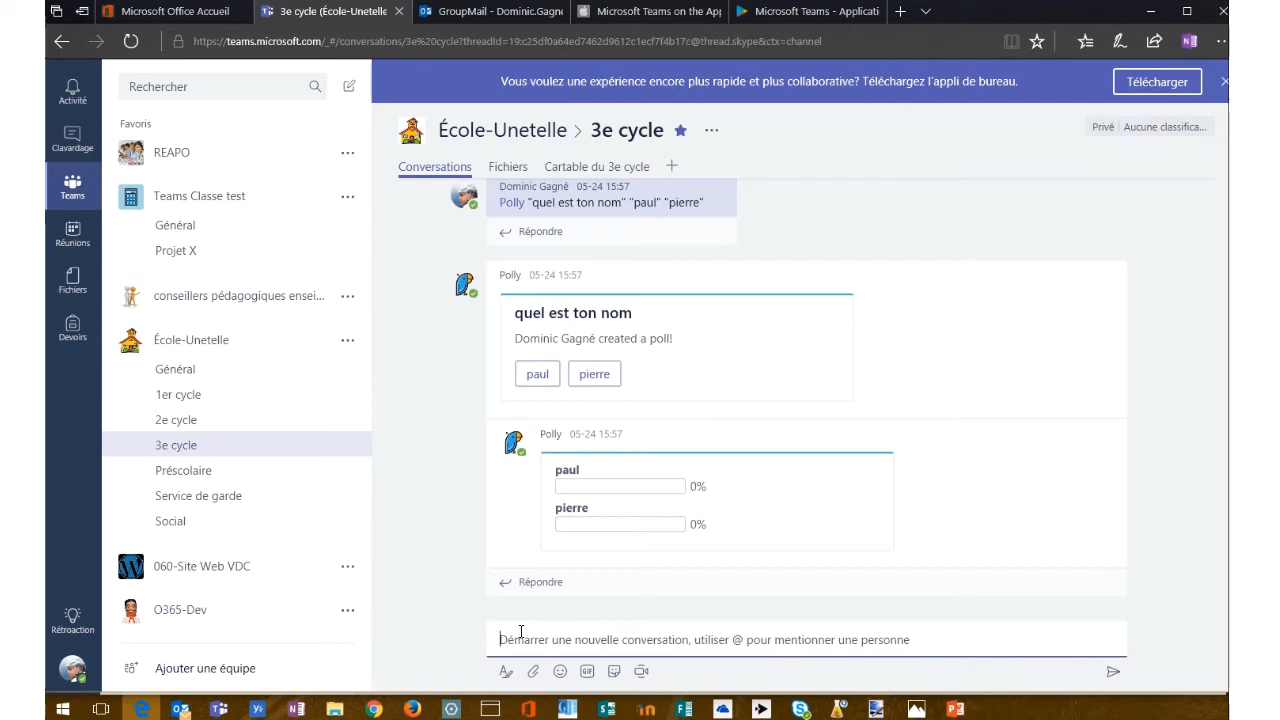 Microsoft Office Accueil
3e cycle (École-Unetelle
GroupMail - Dominic.Gagne
Microsoft Teams on the App
Microsoft Teams - Applicati
https://teams.microsoft.com/_#/conversations/3e%20cycle?threadId=19:c25df0a64ed7462d9612c1ecf7f4b17c@thread.skype&ctx=channel
Activité
Clavardage
Teams
Réunions
Fichiers
Devoirs
Rétroaction
Rechercher
Favoris
REAPO
Teams Classe test
Général
Projet X
conseillers pédagogiques ensei...
École-Unetelle
Général
1er cycle
2e cycle
3e cycle
Préscolaire
Service de garde
Social
060-Site Web VDC
O365-Dev
Ajouter une équipe
Vous voulez une expérience encore plus rapide et plus collaborative? Téléchargez l'appli de bureau.
Télécharger
École-Unetelle > 3e cycle
Privé Aucune classifica...
Conversations Fichiers Cartable du 3e cycle
Dominic Gagné 05-24 15:57
Polly "quel est ton nom" "paul" "pierre"
Répondre
Polly 05-24 15:57
quel est ton nom
Dominic Gagné created a poll!
paul pierre
Polly 05-24 15:57
paul
0%
pierre
0%
Répondre
Démarrer une nouvelle conversation, utiliser @ pour mentionner une personne
GIF